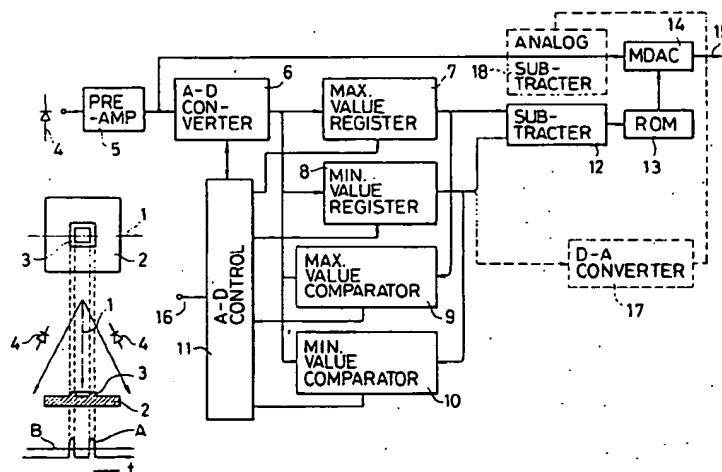 ANALOG
18 SUB-
TRACTER
14
MDAC
15
PRE
-AMP
5
4
A-D
CON-
VERTER
6
MAX.
VALUE
REGISTER
7
SUB-
TRACTER
12
ROM
13
8
MIN.
VALUE
REGISTER
MAX.
VALUE
COMPARATOR
9
MIN.
VALUE
COMPARATOR
10
A-D CONTROL
11
16
D-A
CONVERTER
17
1
3
2
4
1
4
3
2
B
A
t